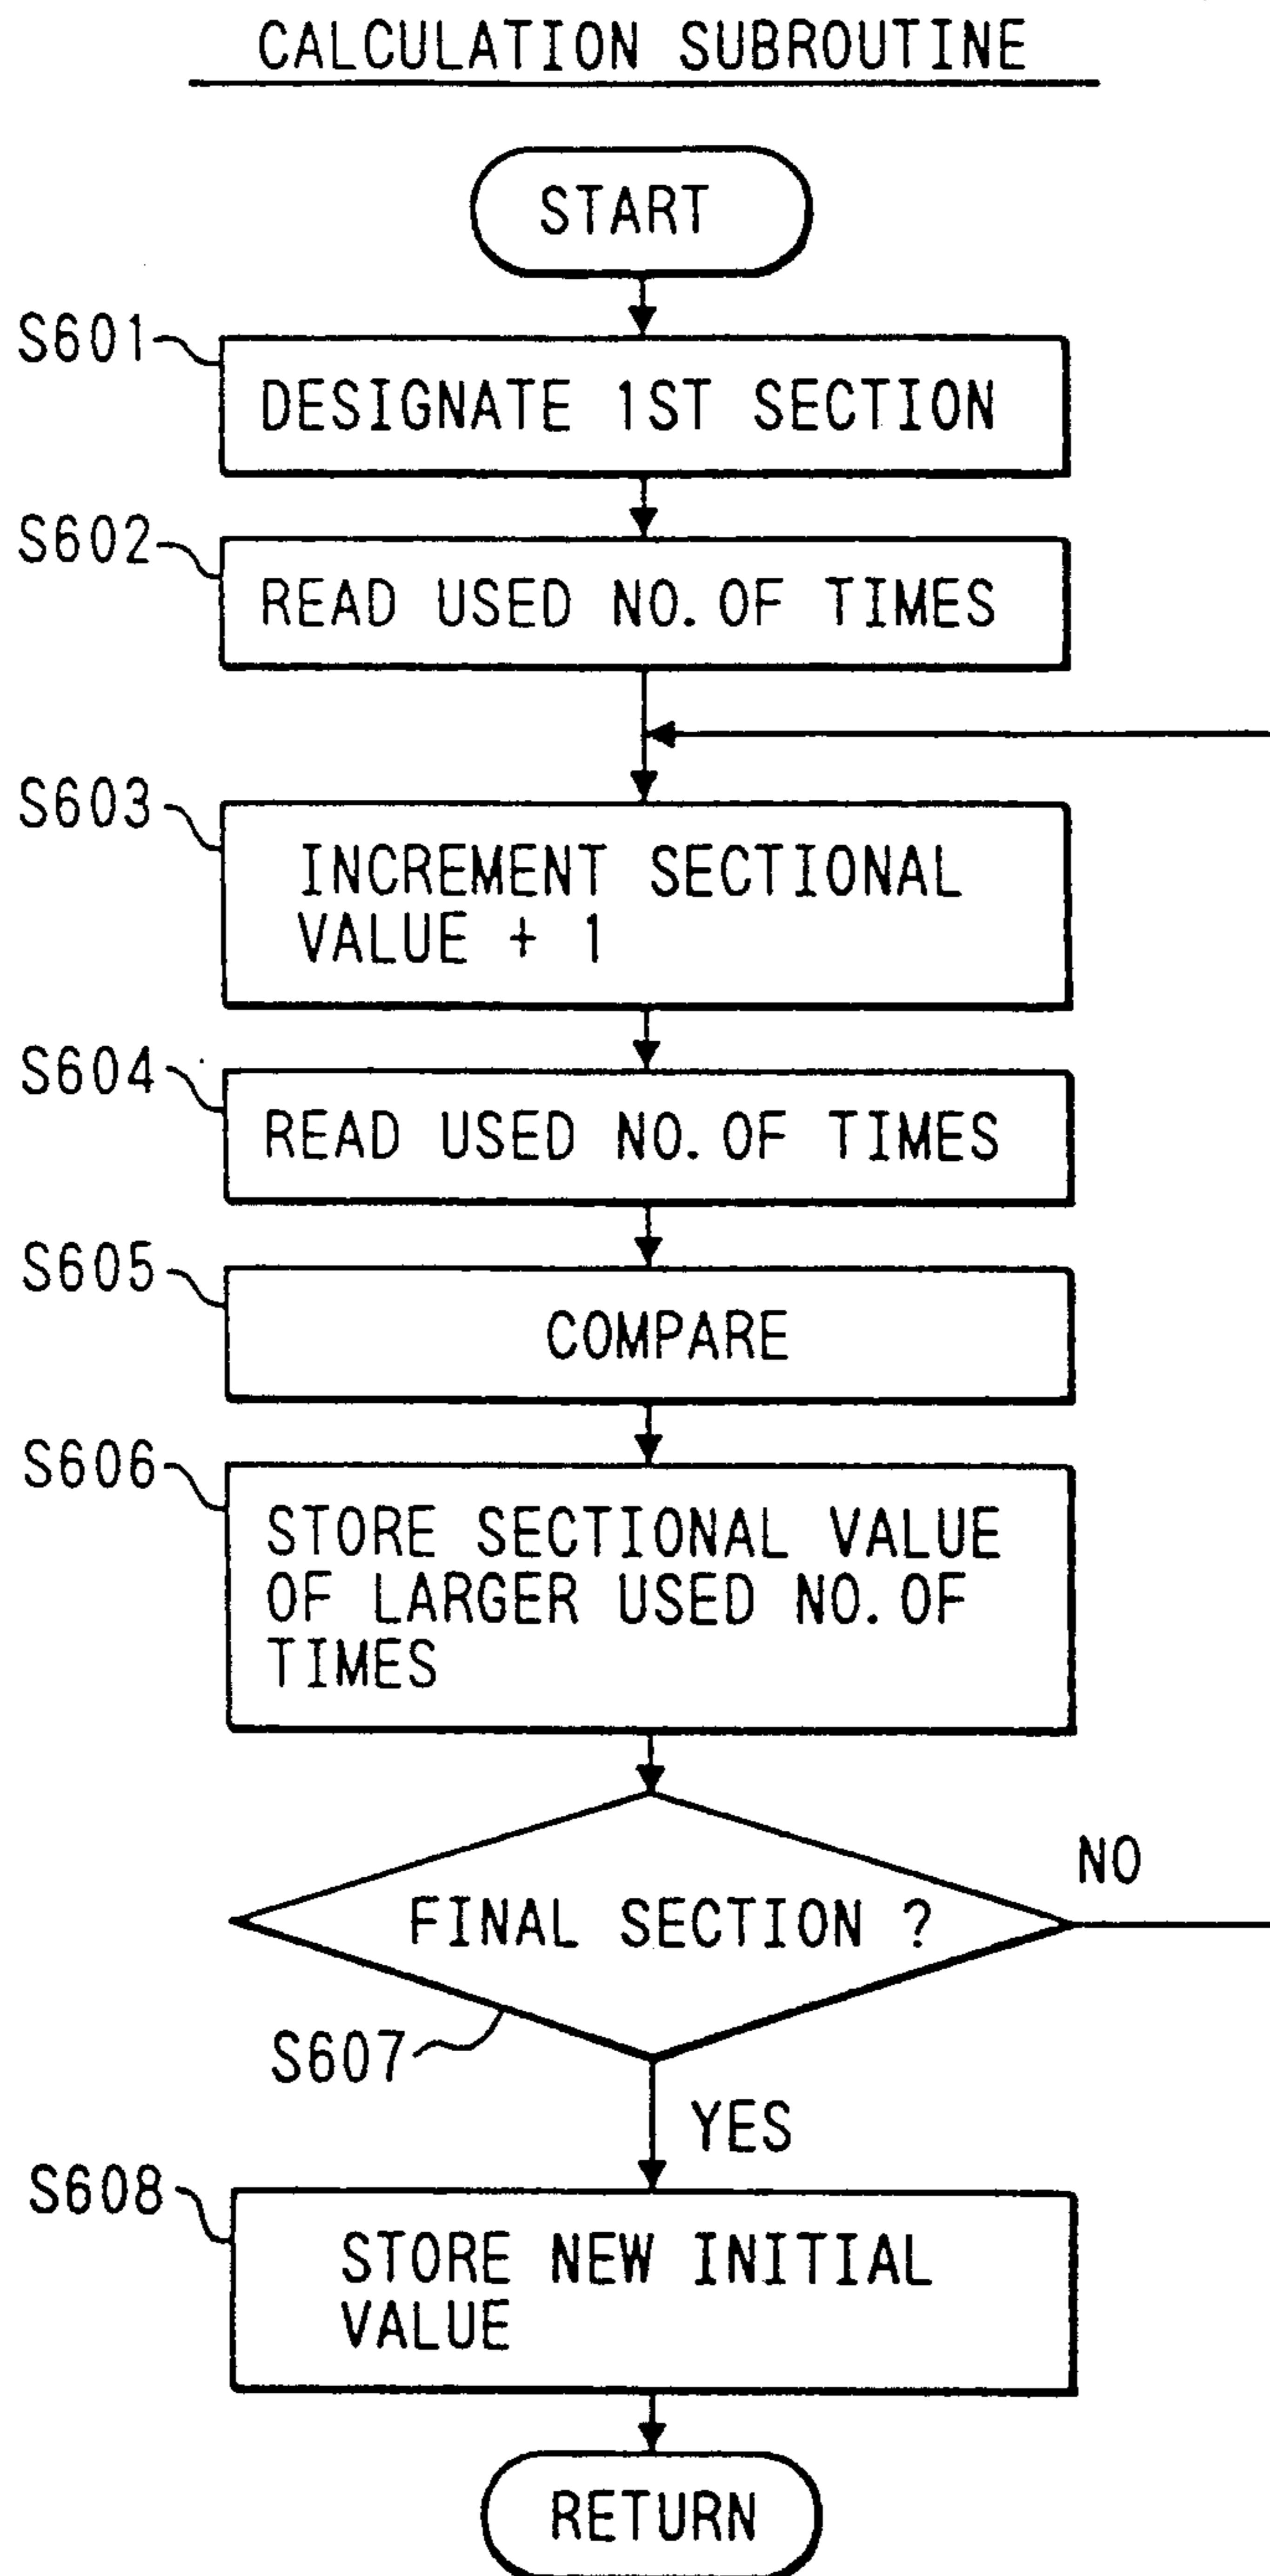 CALCULATION SUBROUTINE
START
S601
DESIGNATE 1ST SECTION
S602
READ USED NO. OF TIMES
S603
INCREMENT SECTIONAL
VALUE + 1
S604
READ USED NO. OF TIMES
S605
COMPARE
S606
STORE SECTIONAL VALUE
OF LARGER USED NO. OF
TIMES
NO
FINAL SECTION ?
S607
YES
S608
STORE NEW INITIAL
VALUE
RETURN